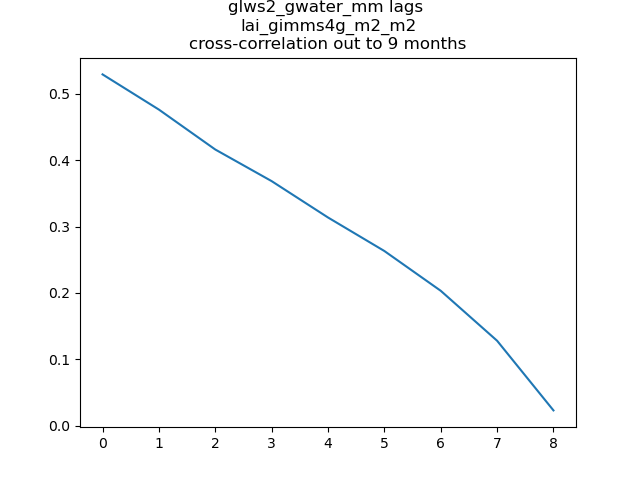 glws2_gwater_mm lags
lai_gimms4g_m2_m2
cross-correlation out to 9 months
0.5
0.4
0.3
0.2
0.1
0.0
0 1 2 3 4 5 6 7 8